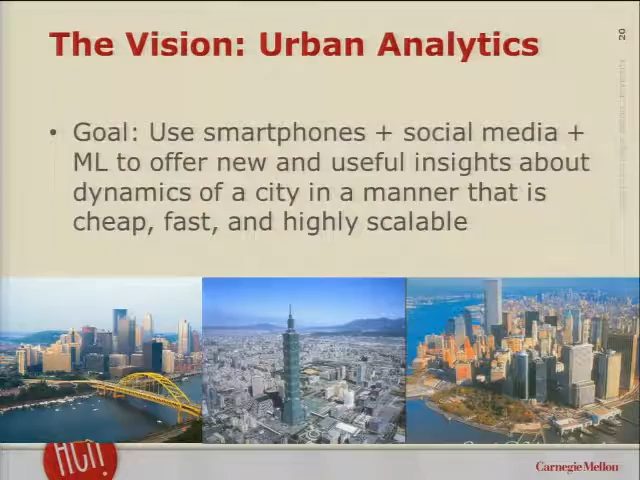 The Vision: Urban Analytics
20
• Goal: Use smartphones + social media +
ML to offer new and useful insights about
dynamics of a city in a manner that is
cheap, fast, and highly scalable
HCII
Carnegie Mellon